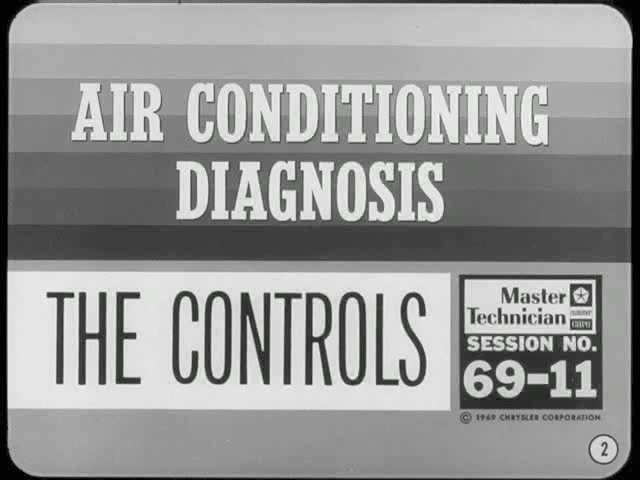 AIR CONDITIONING
DIAGNOSIS
THE CONTROLS
Master
Technician
SESSION NO.
69-11
© 1969 CHRYSLER CORPORATION
2